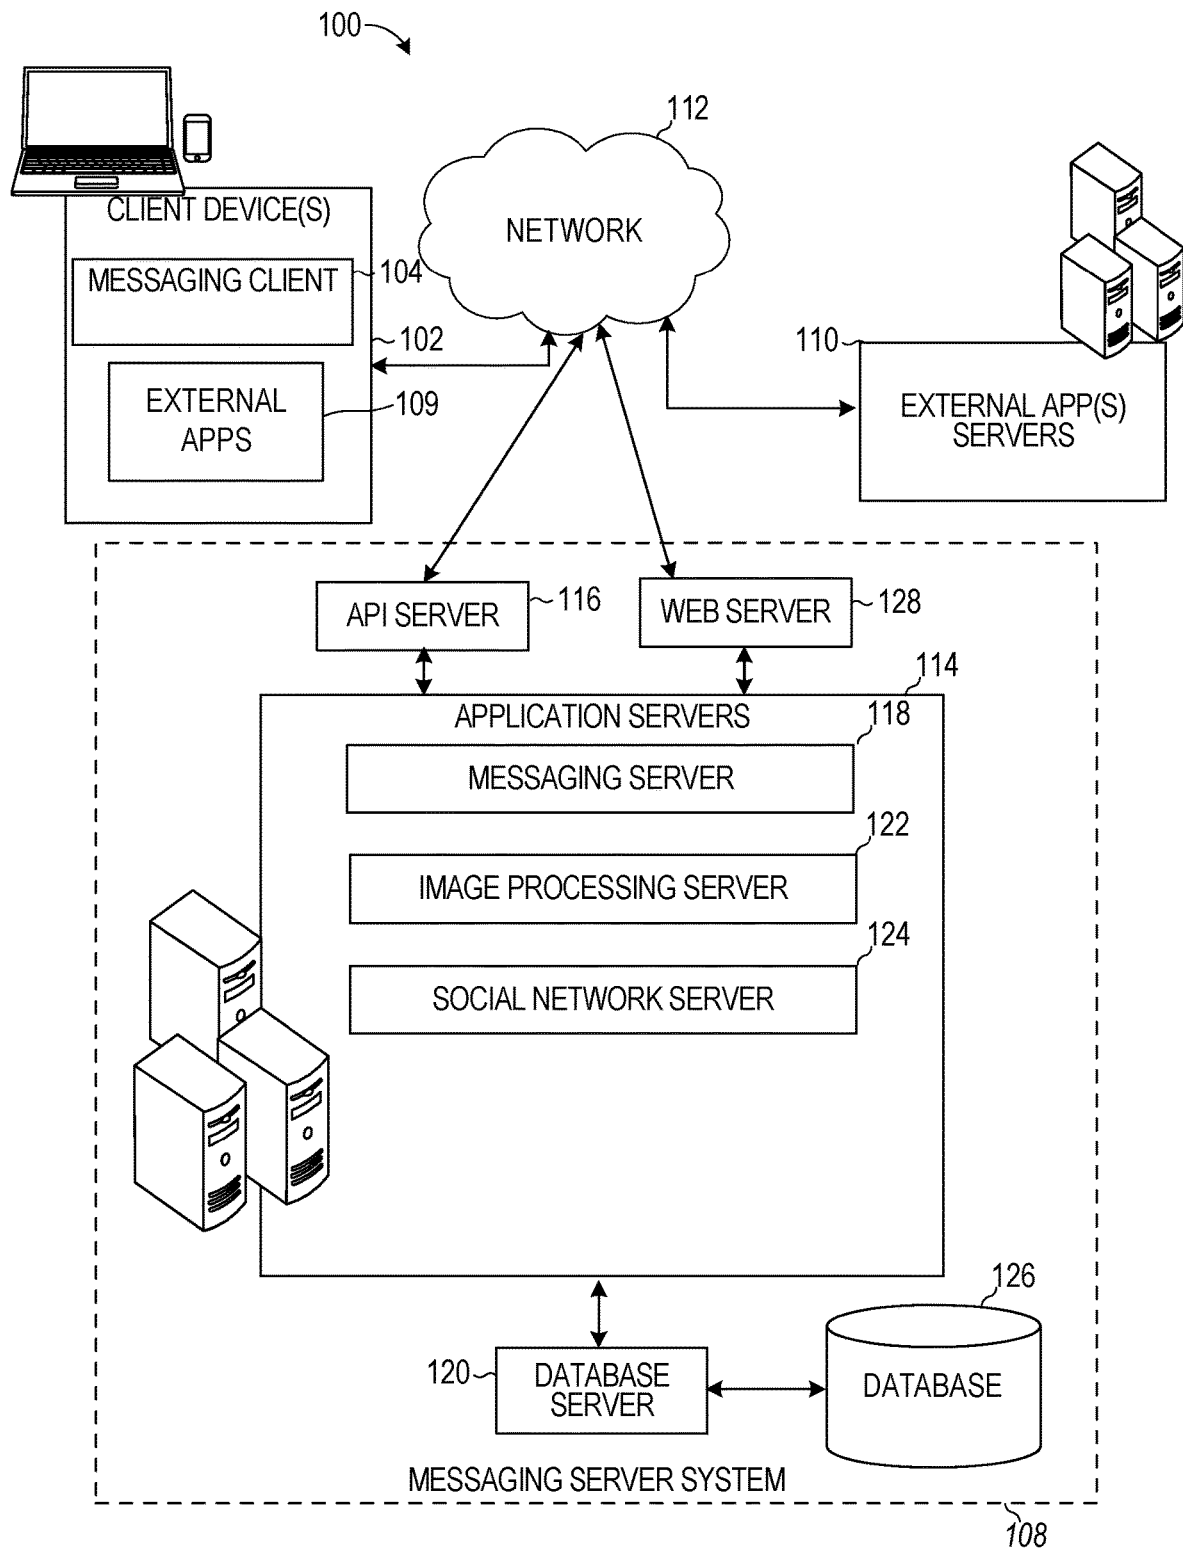 100
112
CLIENT DEVICE(S)
NETWORK
MESSAGING CLIENT
104
102
110
EXTERNAL
APPS
109
EXTERNAL APP(S)
SERVERS
API SERVER
116
WEB SERVER
128
114
APPLICATION SERVERS
118
MESSAGING SERVER
122
IMAGE PROCESSING SERVER
124
SOCIAL NETWORK SERVER
126
120
DATABASE
SERVER
DATABASE
MESSAGING SERVER SYSTEM
108